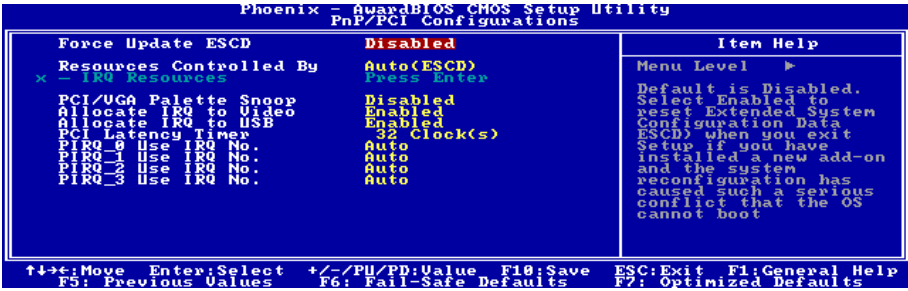 Phoenix - AwardBIOS CMOS Setup Utility
PnP/PCI Configurations
Force Update ESCD Disabled
Resources Controlled By Auto(ESCD)
x - IRQ Resources Press Enter
PCI/VGA Palette Snoop Disabled
Allocate IRQ to Video Enabled
Allocate IRQ to USB Enabled
PCI Latency Timer 32 Clock(s)
PIRQ_0 Use IRQ No. Auto
PIRQ_1 Use IRQ No. Auto
PIRQ_2 Use IRQ No. Auto
PIRQ_3 Use IRQ No. Auto
Item Help
Menu Level ►
Default is Disabled.
Select Enabled to
reset Extended System
Configuration Data
ESCD) when you exit
Setup if you have
installed a new add-on
and the system
reconfiguration has
caused such a serious
conflict that the OS
cannot boot
↑↓→←:Move Enter:Select +/-/PU/PD:Value F10:Save ESC:Exit F1:General Help
F5: Previous Values F6: Fail-Safe Defaults F7: Optimized Defaults